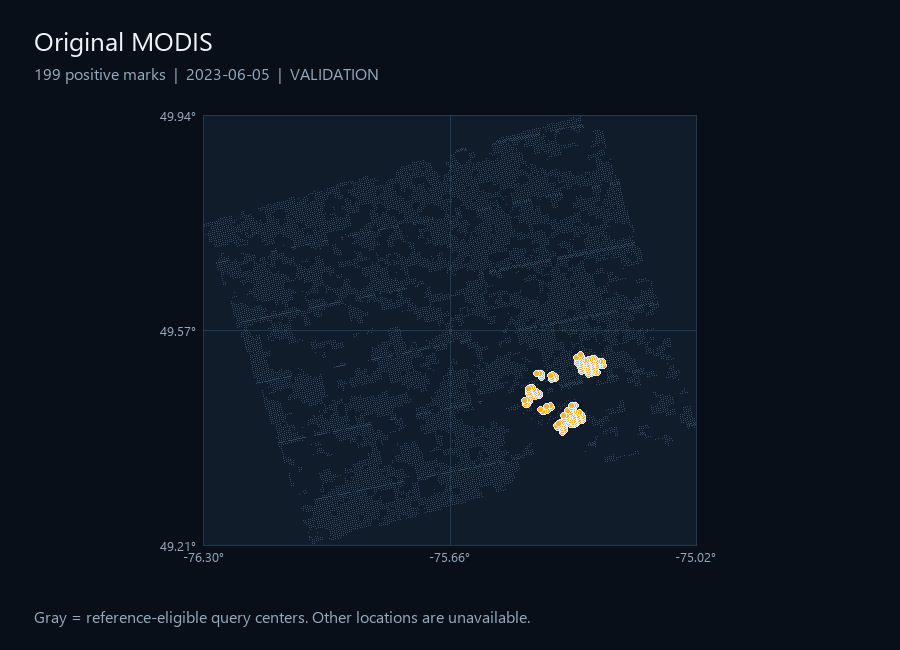 Original MODIS
199 positive marks | 2023-06-05 | VALIDATION
49.94°
49.57°
49.21°
-76.30°
-75.66°
-75.02°
Gray = reference-eligible query centers. Other locations are unavailable.